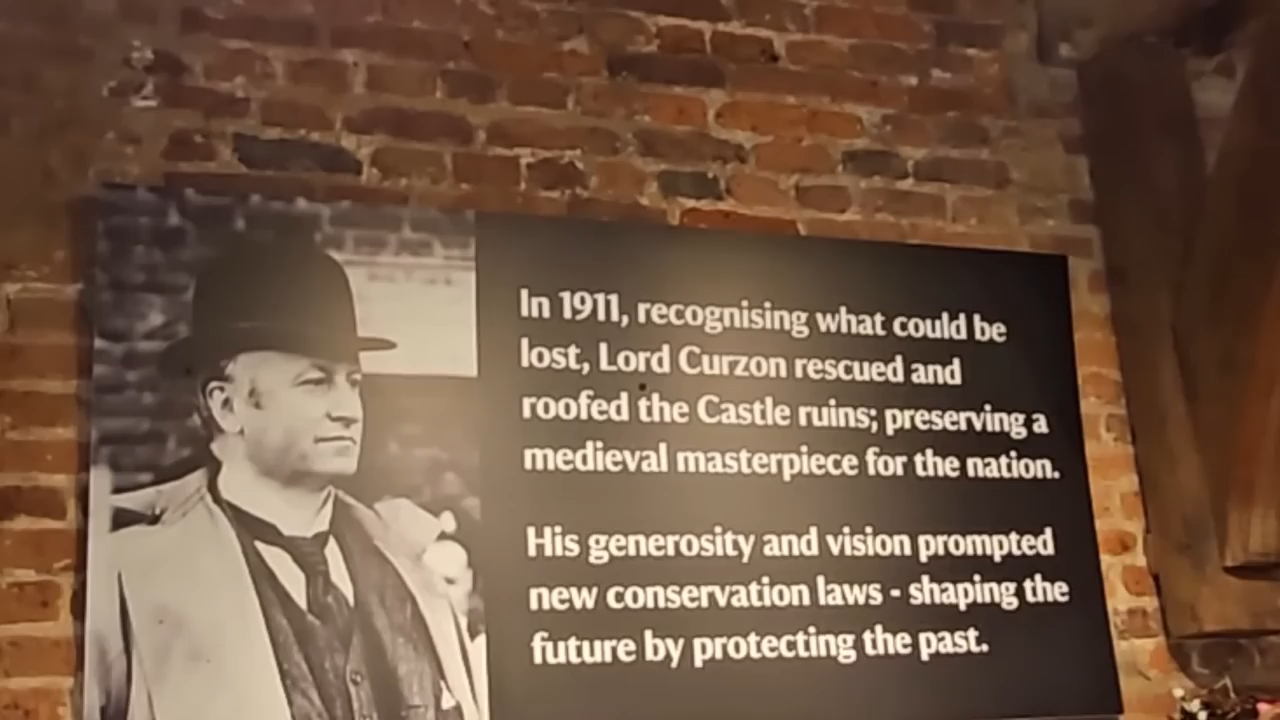 In 1911, recognising what could be
lost, Lord Curzon rescued and
roofed the Castle ruins; preserving a
medieval masterpiece for the nation.
His generosity and vision prompted
new conservation laws - shaping the
future by protecting the past.